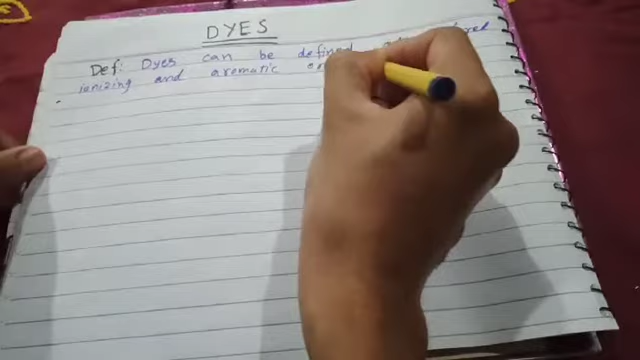 DYES
Def: Dyes can be defined
ionizing and aromatic